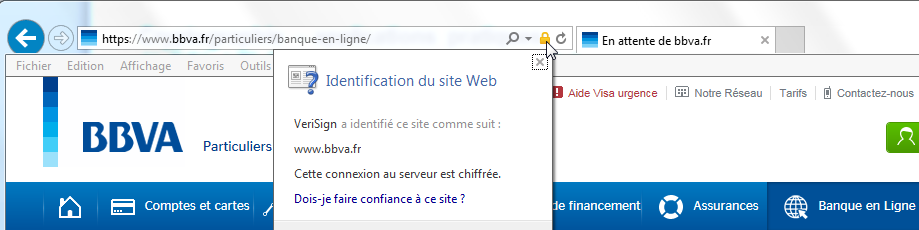 https://www.bbva.fr/particuliers/banque-en-ligne/
En attente de bbva.fr
Fichier Edition Affichage Favoris Outils
Identification du site Web
Aide Visa urgence Notre Réseau Tarifs Contactez-nous
VeriSign a identifié ce site comme suit :
BBVA Particuliers
www.bbva.fr
Cette connexion au serveur est chiffrée.
Dois-je faire confiance à ce site ?
Comptes et cartes de financement Assurances Banque en Ligne